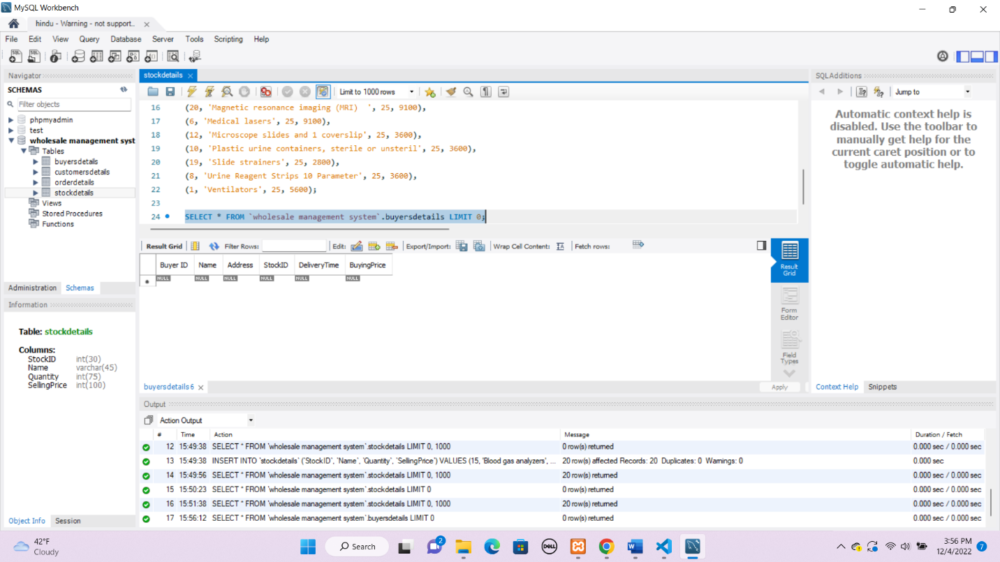 MySQL Workbench
hindu - Warning - not support..
File Edit View Query Database Server Tools Scripting Help
Navigator
SCHEMAS
Filter objects
phpmyadmin
test
wholesale management syst
Tables
buyersdetails
customersdetails
orderdetails
stockdetails
Views
Stored Procedures
Functions
Administration Schemas
Information
Table: stockdetails
Columns:
StockID int(30)
Name varchar(45)
Quantity int(75)
SellingPrice int(100)
Object Info Session
stockdetails
Limit to 1000 rows
16 (20, 'Magnetic resonance imaging (MRI)  ', 25, 9100),
17 (6, 'Medical lasers', 25, 9100),
18 (12, 'Microscope slides and 1 coverslip', 25, 3600),
19 (10, 'Plastic urine containers, sterile or unsteril', 25, 3600),
20 (19, 'Slide strainers', 25, 2800),
21 (8, 'Urine Reagent Strips 10 Parameter', 25, 3600),
22 (1, 'Ventilators', 25, 5600);
23
24 SELECT * FROM `wholesale management system`.buyersdetails LIMIT 0;
Result Grid Filter Rows: Edit: Export/Import: Wrap Cell Content: Fetch rows:
Buyer ID Name Address StockID DeliveryTime BuyingPrice
NULL NULL NULL NULL NULL NULL
Result Grid
Form Editor
Field Types
buyersdetails 6
Apply
SQLAdditions
Jump to
Automatic context help is
disabled. Use the toolbar to
manually get help for the
current caret position or to
toggle automatic help.
Context Help Snippets
Output
Action Output
# Time Action Message Duration / Fetch
12 15:49:38 SELECT * FROM `wholesale management system`.stockdetails LIMIT 0, 1000 0 row(s) returned 0.000 sec / 0.000 sec
13 15:49:38 INSERT INTO `stockdetails` (`StockID`, `Name`, `Quantity`, `SellingPrice`) VALUES (15, 'Blood gas analyzers', ... 20 row(s) affected Records: 20 Duplicates: 0 Warnings: 0 0.000 sec
14 15:49:56 SELECT * FROM `wholesale management system`.stockdetails LIMIT 0, 1000 20 row(s) returned 0.000 sec / 0.000 sec
15 15:50:23 SELECT * FROM `wholesale management system`.stockdetails LIMIT 0 0 row(s) returned 0.000 sec / 0.000 sec
16 15:51:38 SELECT * FROM `wholesale management system`.stockdetails LIMIT 0, 1000 20 row(s) returned 0.000 sec / 0.000 sec
17 15:56:12 SELECT * FROM `wholesale management system`.buyersdetails LIMIT 0 0 row(s) returned 0.000 sec / 0.000 sec
42°F
Cloudy
Search
2
DELL
3:56 PM
12/4/2022
7